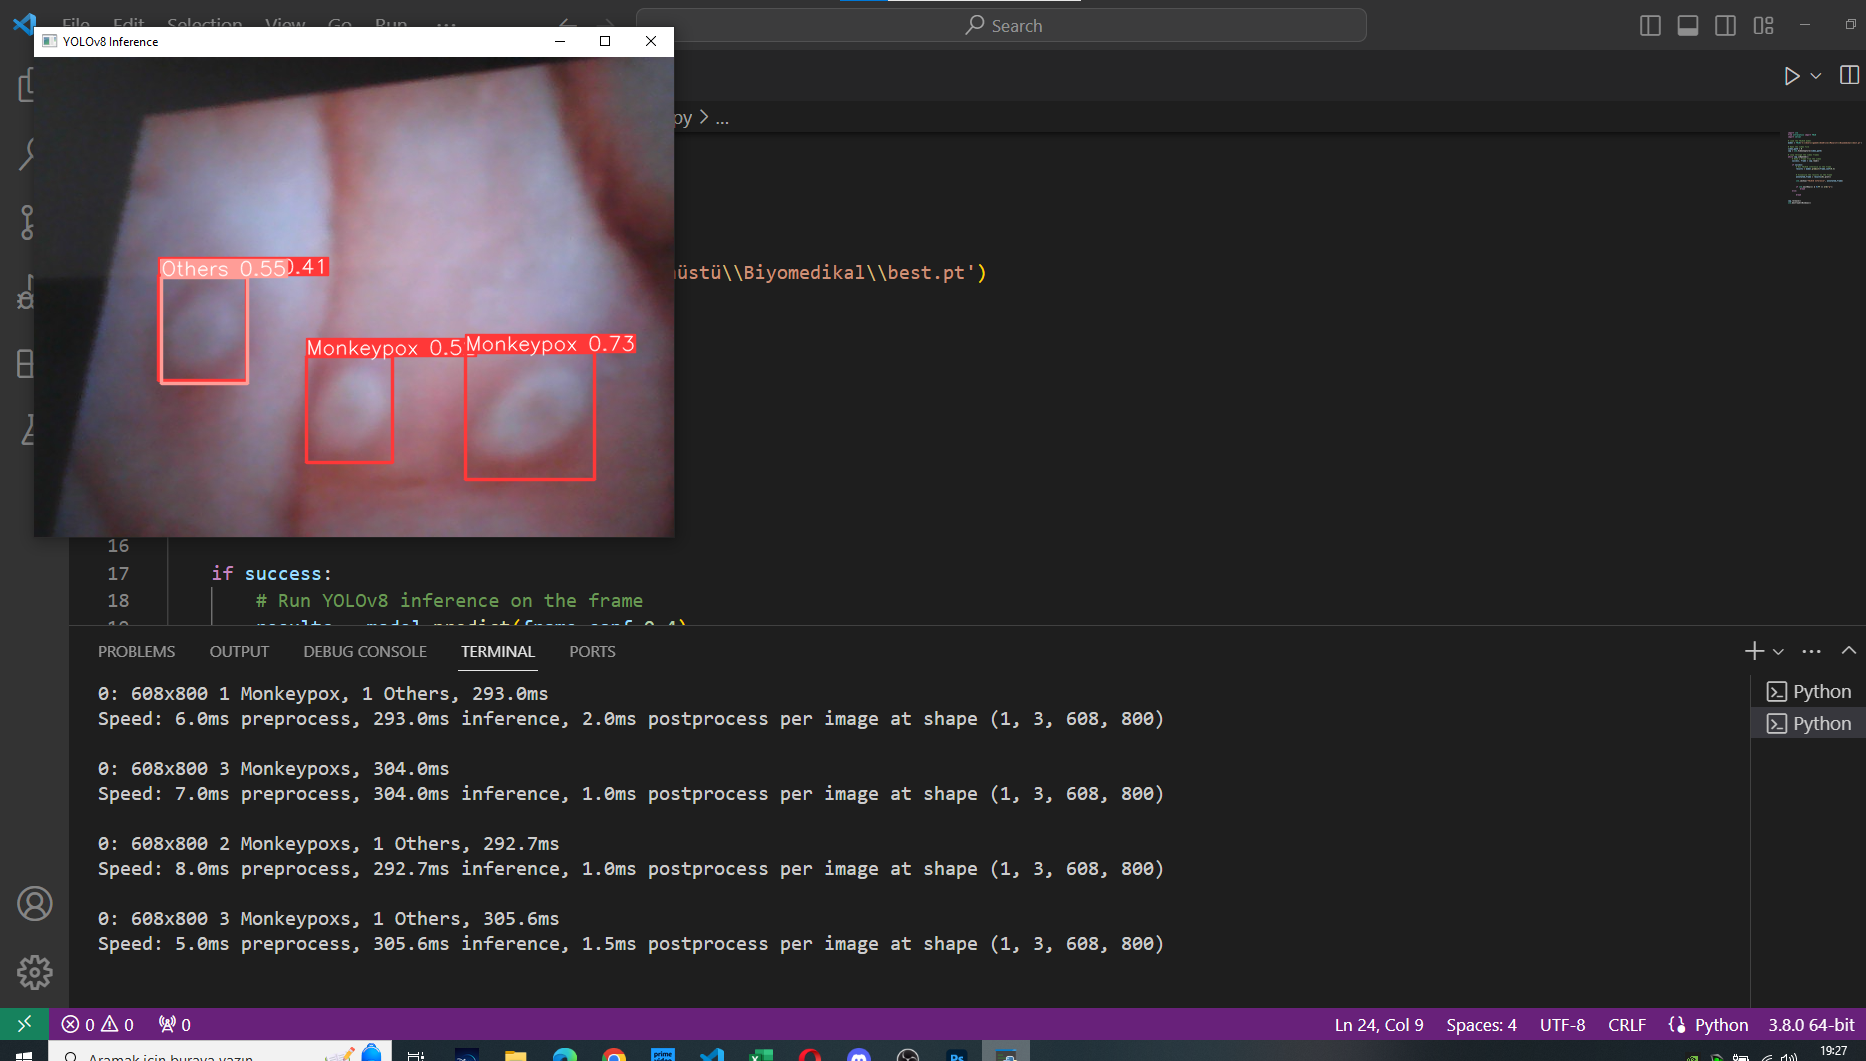 File Edit Selection View Go Run ...
Search
YOLOv8 Inference
py > ...
Others 0.55 0.41
Monkeypox 0.5
Monkeypox 0.73
üstü\\Biyomedikal\\best.pt')
16
17 if success:
18 # Run YOLOv8 inference on the frame
PROBLEMS OUTPUT DEBUG CONSOLE TERMINAL PORTS
0: 608x800 1 Monkeypox, 1 Others, 293.0ms
Speed: 6.0ms preprocess, 293.0ms inference, 2.0ms postprocess per image at shape (1, 3, 608, 800)
0: 608x800 3 Monkeypoxs, 304.0ms
Speed: 7.0ms preprocess, 304.0ms inference, 1.0ms postprocess per image at shape (1, 3, 608, 800)
0: 608x800 2 Monkeypoxs, 1 Others, 292.7ms
Speed: 8.0ms preprocess, 292.7ms inference, 1.0ms postprocess per image at shape (1, 3, 608, 800)
0: 608x800 3 Monkeypoxs, 1 Others, 305.6ms
Speed: 5.0ms preprocess, 305.6ms inference, 1.5ms postprocess per image at shape (1, 3, 608, 800)
Python
Python
0 0 0
Ln 24, Col 9 Spaces: 4 UTF-8 CRLF Python 3.8.0 64-bit
Aramak için buraya yazın
prime
Ps
19:27